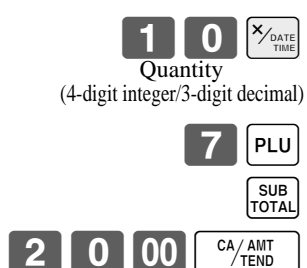 1 0 ×/DATE TIME
Quantity
(4-digit integer/3-digit decimal)
7 PLU
SUB TOTAL
2 0 00 CA/AMT /TEND